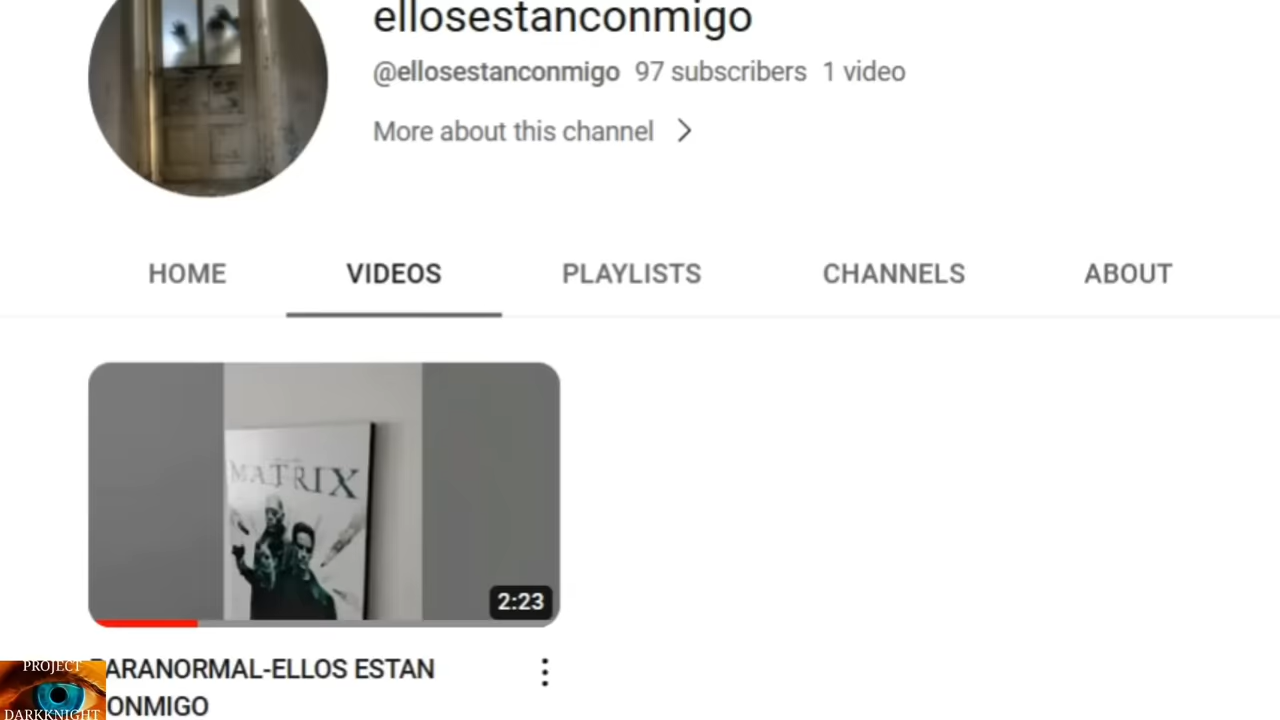 ellosestanconmigo
@ellosestanconmigo 97 subscribers 1 video
More about this channel
HOME VIDEOS PLAYLISTS CHANNELS ABOUT
MATRIX
2:23
PARANORMAL-ELLOS ESTAN
ONMIGO
PROJECT
DARKKNIGHT